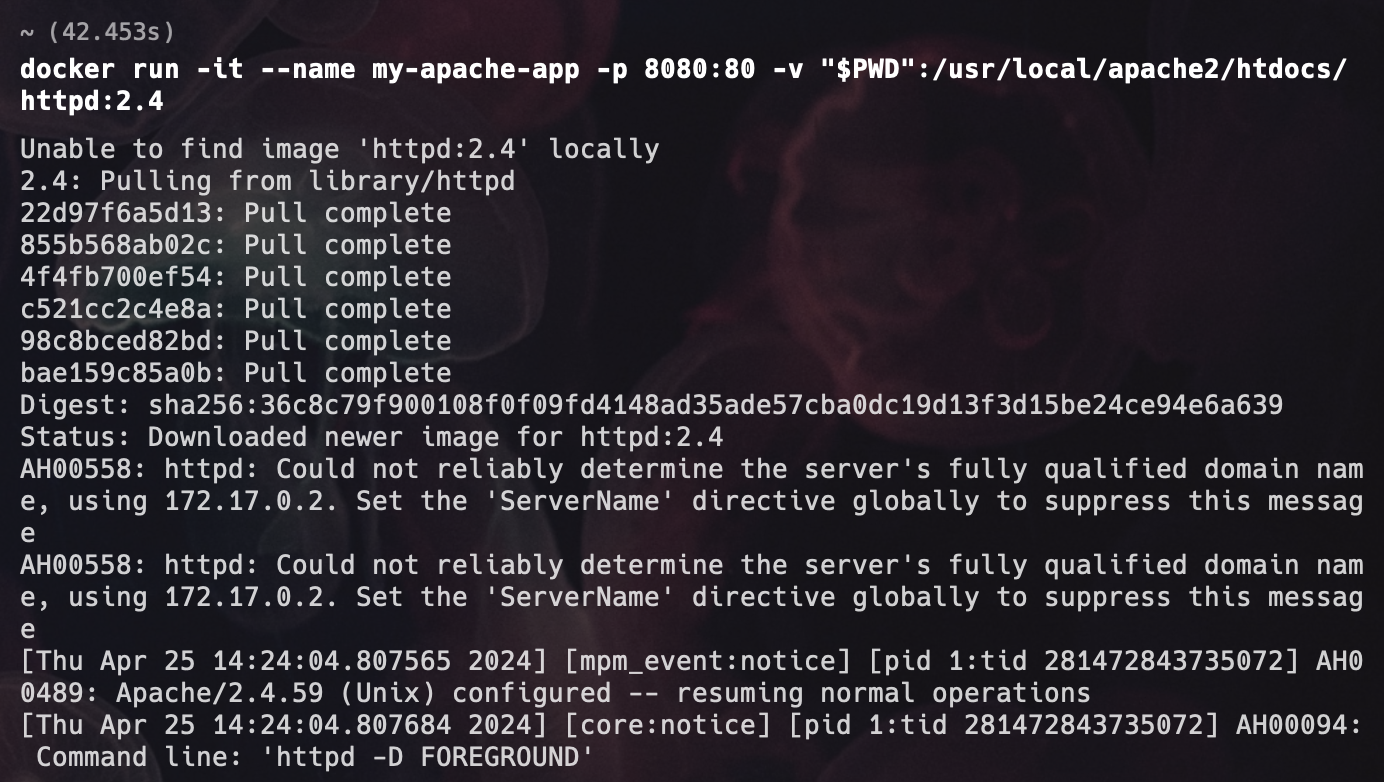 ~ (42.453s)
docker run -it --name my-apache-app -p 8080:80 -v "$PWD":/usr/local/apache2/htdocs/
httpd:2.4
Unable to find image 'httpd:2.4' locally
2.4: Pulling from library/httpd
22d97f6a5d13: Pull complete
855b568ab02c: Pull complete
4f4fb700ef54: Pull complete
c521cc2c4e8a: Pull complete
98c8bced82bd: Pull complete
bae159c85a0b: Pull complete
Digest: sha256:36c8c79f900108f0f09fd4148ad35ade57cba0dc19d13f3d15be24ce94e6a639
Status: Downloaded newer image for httpd:2.4
AH00558: httpd: Could not reliably determine the server's fully qualified domain nam
e, using 172.17.0.2. Set the 'ServerName' directive globally to suppress this messag
e
AH00558: httpd: Could not reliably determine the server's fully qualified domain nam
e, using 172.17.0.2. Set the 'ServerName' directive globally to suppress this messag
e
[Thu Apr 25 14:24:04.807565 2024] [mpm_event:notice] [pid 1:tid 281472843735072] AH0
0489: Apache/2.4.59 (Unix) configured -- resuming normal operations
[Thu Apr 25 14:24:04.807684 2024] [core:notice] [pid 1:tid 281472843735072] AH00094:
 Command line: 'httpd -D FOREGROUND'